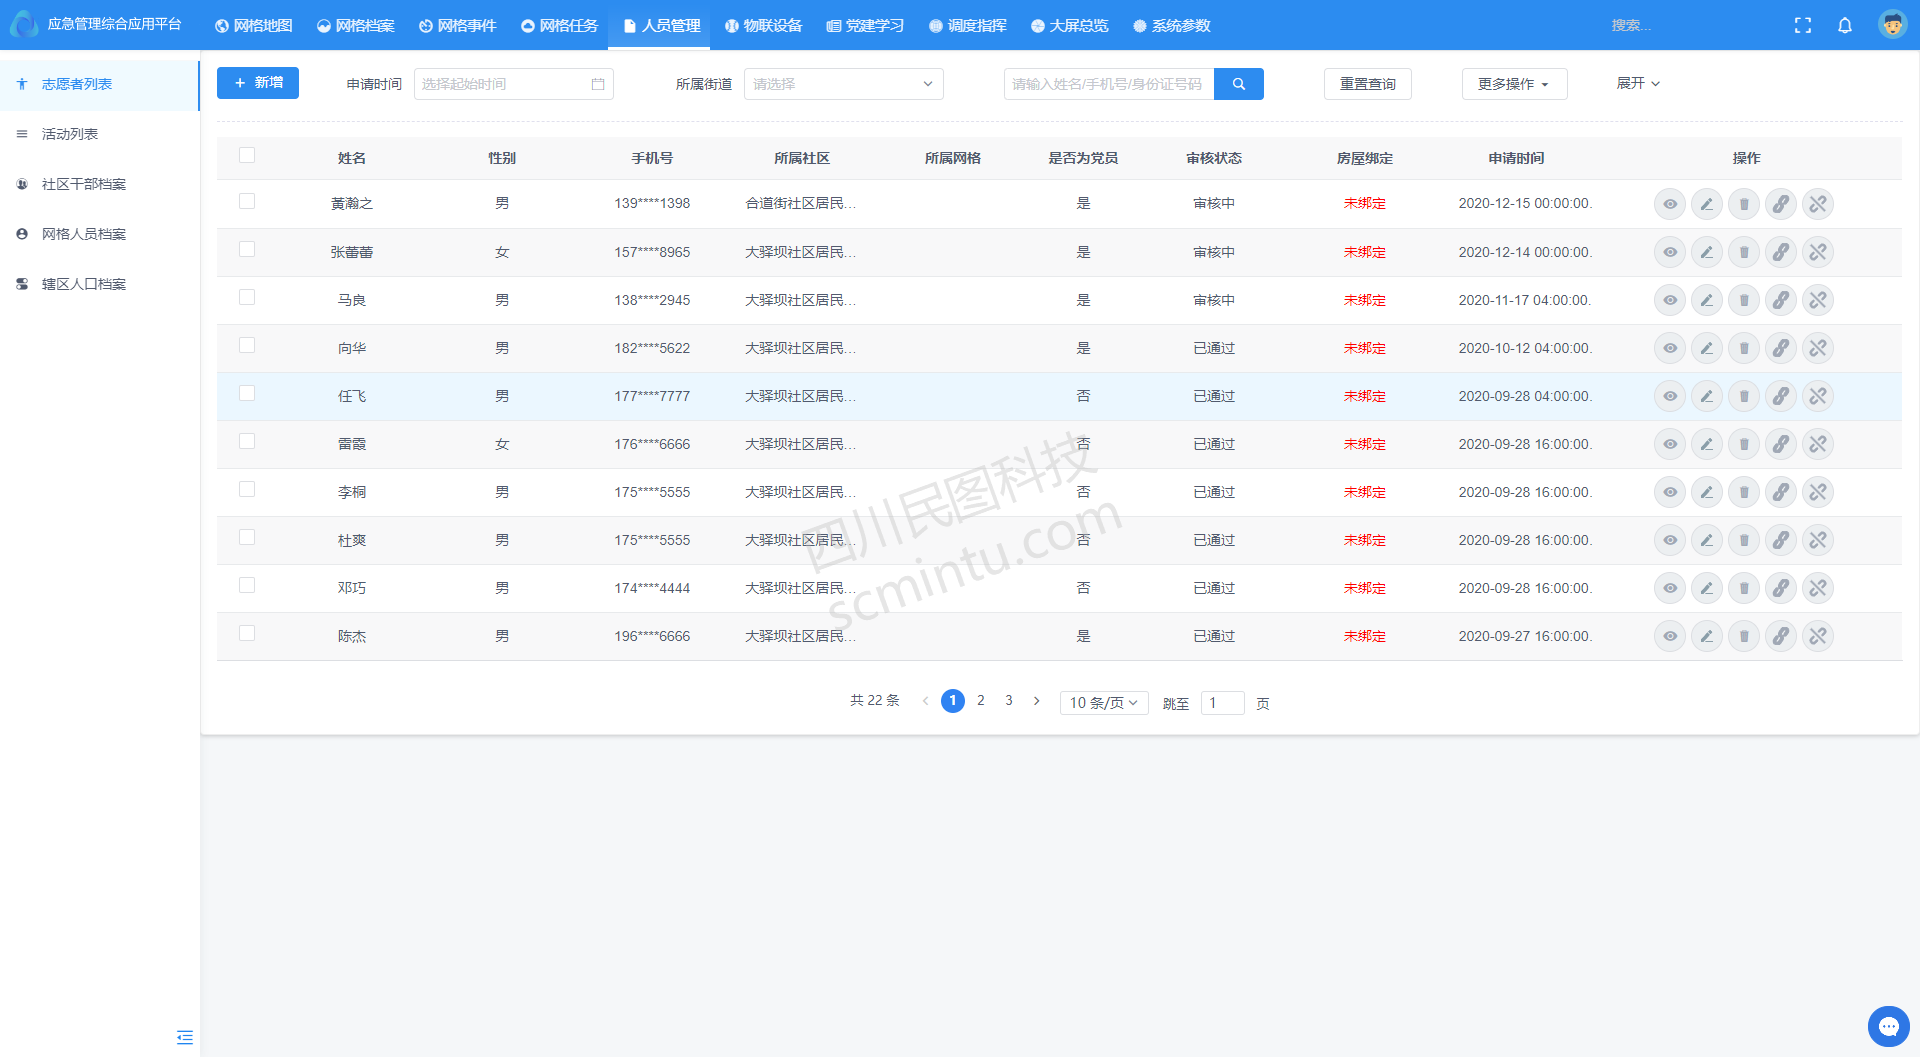 应急管理综合应用平台 网格地图 网格档案 网格事件 网格任务 人员管理 物联设备 党建学习 调度指挥 大屏总览 系统参数 搜索...
志愿者列表
活动列表
社区干部档案
网格人员档案
辖区人口档案
新增 申请时间 选择起始时间 所属街道 请选择 请输入姓名/手机号/身份证号码 重置查询 更多操作 展开
姓名 性别 手机号 所属社区 所属网格 是否为党员 审核状态 房屋绑定 申请时间 操作
黄瀚之 男 139****1398 合道街社区居民... 是 审核中 未绑定 2020-12-15 00:00:00.
张蕾蕾 女 157****8965 大驿坝社区居民... 是 审核中 未绑定 2020-12-14 00:00:00.
马良 男 138****2945 大驿坝社区居民... 是 审核中 未绑定 2020-11-17 04:00:00.
向华 男 182****5622 大驿坝社区居民... 是 已通过 未绑定 2020-10-12 04:00:00.
任飞 男 177****7777 大驿坝社区居民... 否 已通过 未绑定 2020-09-28 04:00:00.
雷霞 女 176****6666 大驿坝社区居民... 否 已通过 未绑定 2020-09-28 16:00:00.
李桐 男 175****5555 大驿坝社区居民... 否 已通过 未绑定 2020-09-28 16:00:00.
杜爽 男 175****5555 大驿坝社区居民... 否 已通过 未绑定 2020-09-28 16:00:00.
邓巧 男 174****4444 大驿坝社区居民... 否 已通过 未绑定 2020-09-28 16:00:00.
陈杰 男 196****6666 大驿坝社区居民... 是 已通过 未绑定 2020-09-27 16:00:00.
四川民图科技
scmintu.com
共 22 条 1 2 3 10 条/页 跳至 1 页